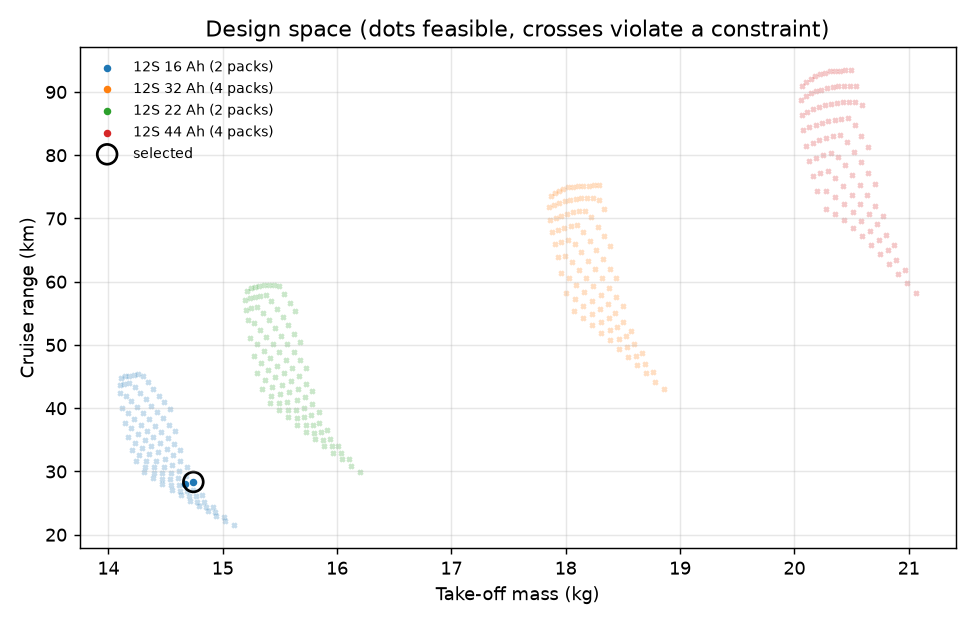 Design space (dots feasible, crosses violate a constraint)
12S 16 Ah (2 packs)
12S 32 Ah (4 packs)
12S 22 Ah (2 packs)
12S 44 Ah (4 packs)
selected
Cruise range (km)
90
80
70
60
50
40
30
20
14 15 16 17 18 19 20 21
Take-off mass (kg)